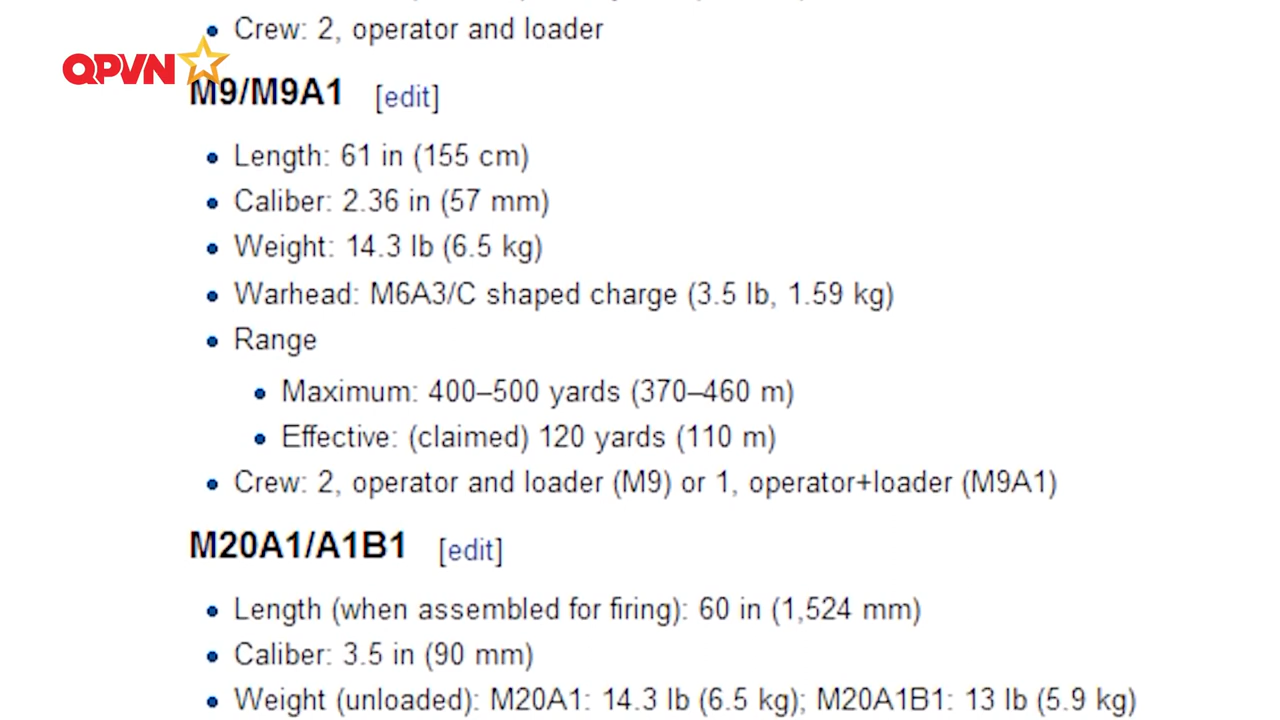 Crew: 2, operator and loader
QPVN
M9/M9A1 [edit]
Length: 61 in (155 cm)
Caliber: 2.36 in (57 mm)
Weight: 14.3 lb (6.5 kg)
Warhead: M6A3/C shaped charge (3.5 lb, 1.59 kg)
Range
Maximum: 400–500 yards (370–460 m)
Effective: (claimed) 120 yards (110 m)
Crew: 2, operator and loader (M9) or 1, operator+loader (M9A1)
M20A1/A1B1 [edit]
Length (when assembled for firing): 60 in (1,524 mm)
Caliber: 3.5 in (90 mm)
Weight (unloaded): M20A1: 14.3 lb (6.5 kg); M20A1B1: 13 lb (5.9 kg)